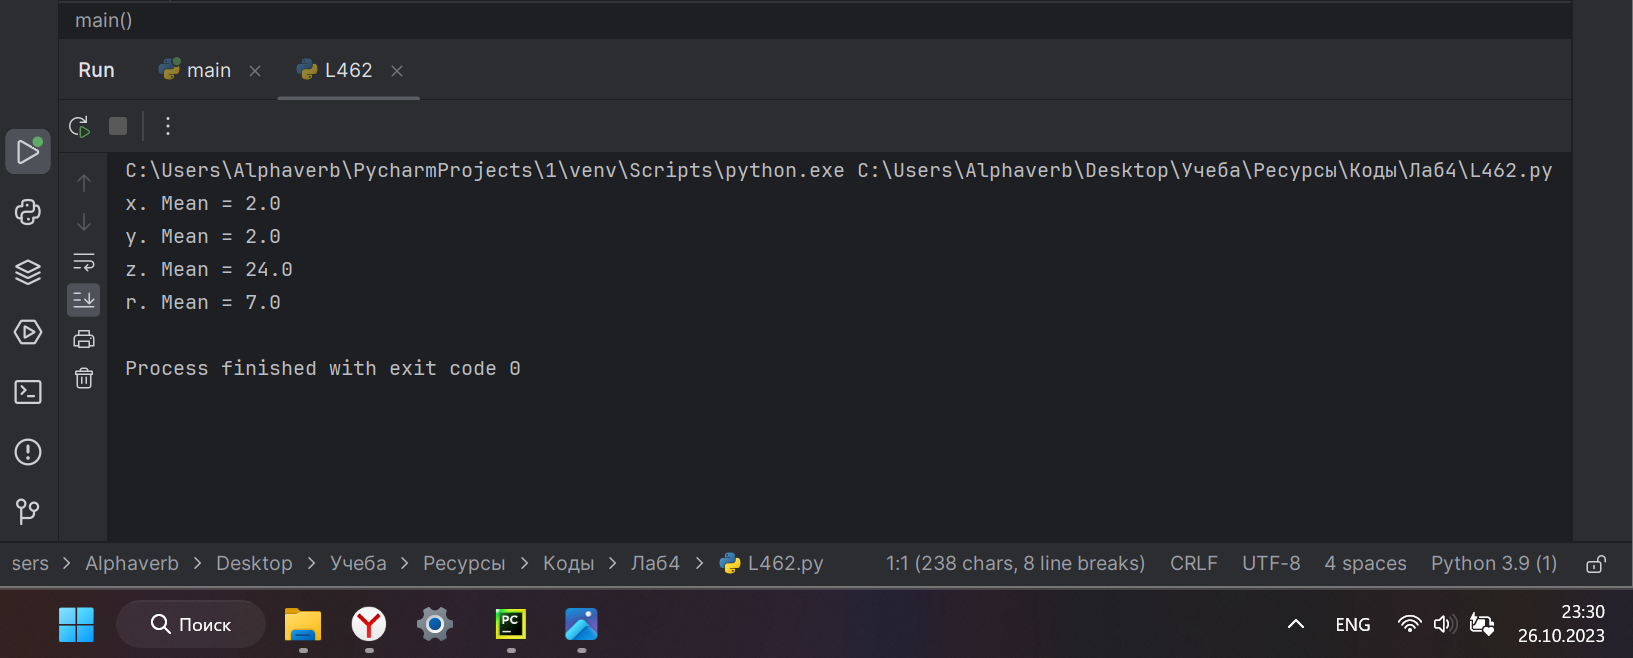 main()
Run main L462
C:\Users\Alphaverb\PycharmProjects\1\venv\Scripts\python.exe C:\Users\Alphaverb\Desktop\Учеба\Ресурсы\Коды\Лаб4\L462.py
x. Mean = 2.0
y. Mean = 2.0
z. Mean = 24.0
r. Mean = 7.0
Process finished with exit code 0
sers > Alphaverb > Desktop > Учеба > Ресурсы > Коды > Лаб4 > L462.py 1:1 (238 chars, 8 line breaks) CRLF UTF-8 4 spaces Python 3.9 (1)
Поиск PC ENG 23:30
26.10.2023